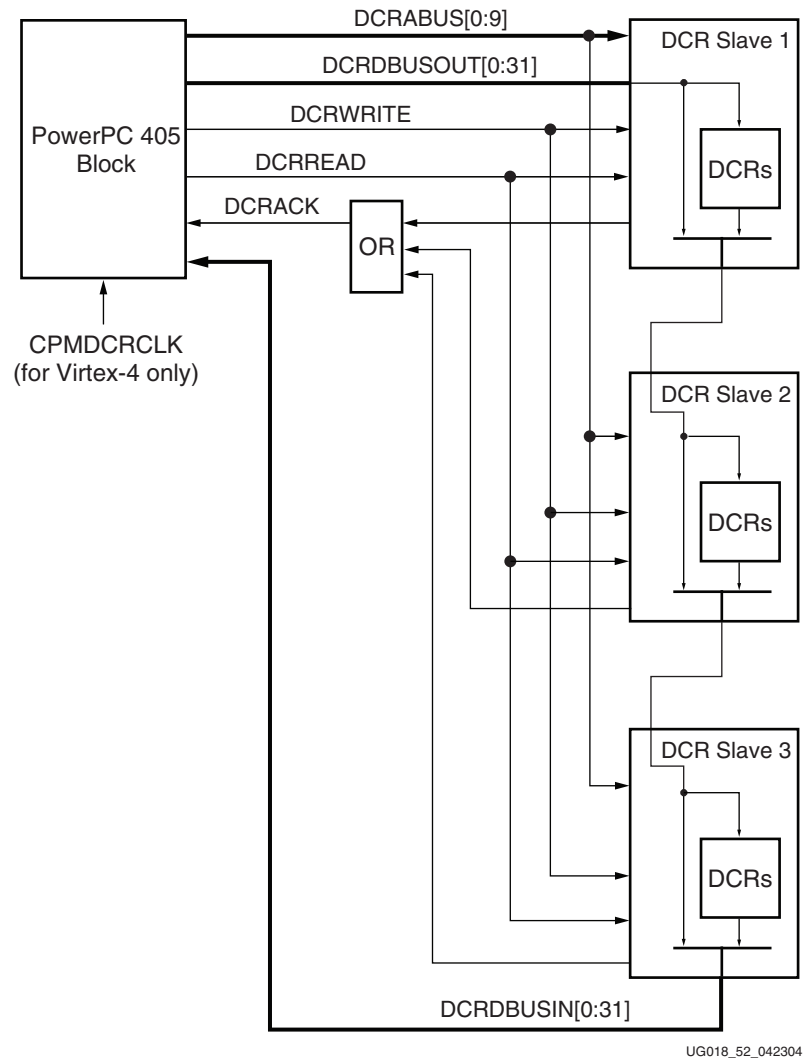 DCRABUS[0:9]
DCR Slave 1
DCRDBUSOUT[0:31]
DCRWRITE
PowerPC 405
Block
DCRREAD
DCRs
DCRACK
OR
CPMDCRCLK
(for Virtex-4 only)
DCR Slave 2
DCRs
DCR Slave 3
DCRs
DCRDBUSIN[0:31]
UG018_52_042304